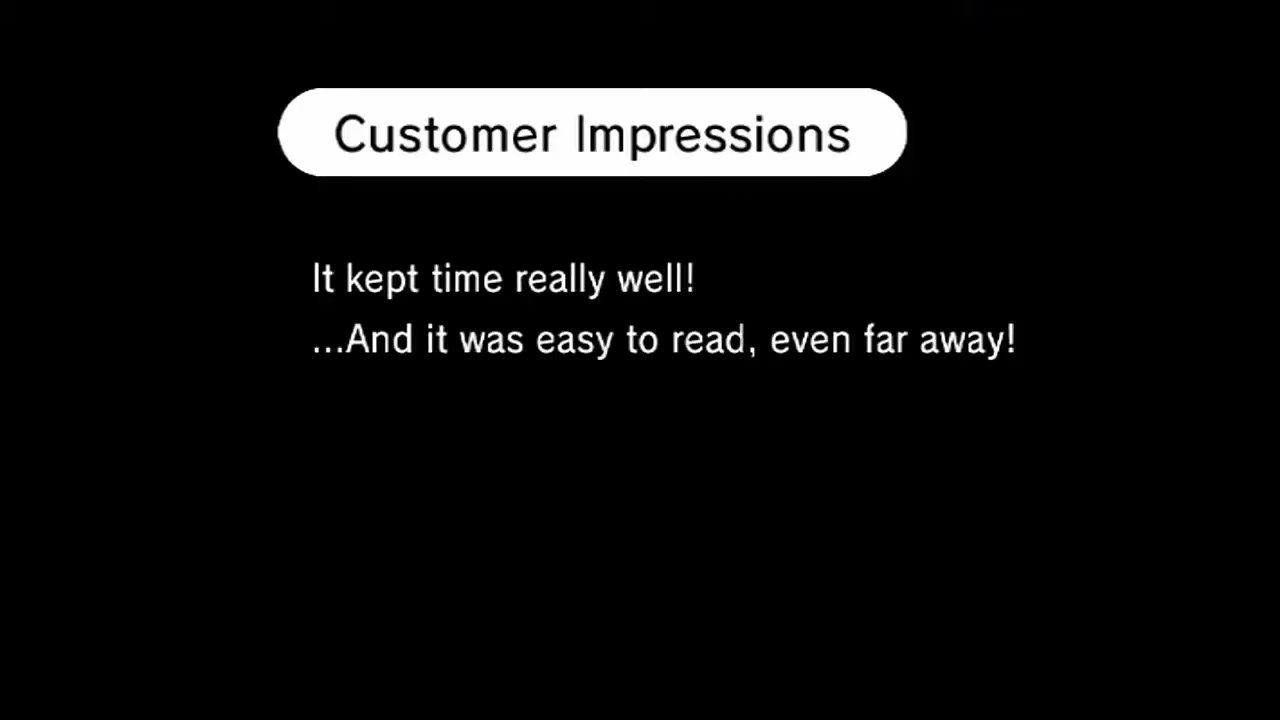 Customer Impressions
It kept time really well!
...And it was easy to read, even far away!